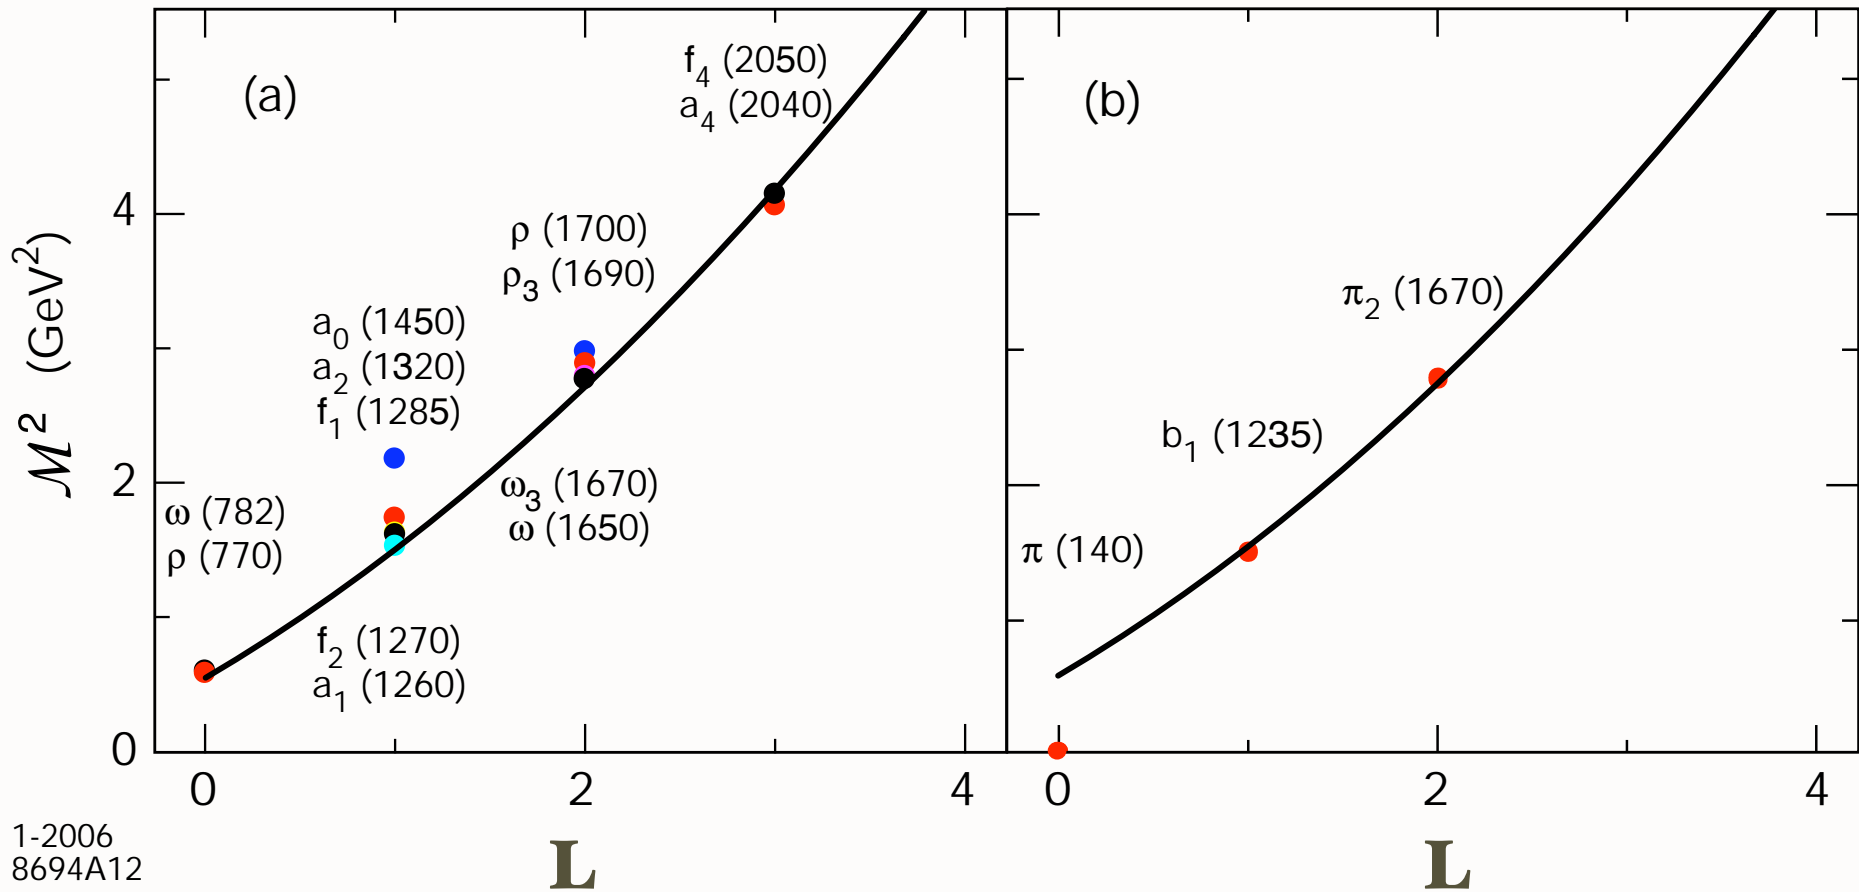 (a)
f₄ (2050)
a₄ (2040)
ρ (1700)
ρ₃ (1690)
a₀ (1450)
a₂ (1320)
f₁ (1285)
ω (782)
ρ (770)
ω₃ (1670)
ω (1650)
f₂ (1270)
a₁ (1260)
4
2
0
ℳ² (GeV²)
0 2 4
L
(b)
π₂ (1670)
b₁ (1235)
π (140)
0 2 4
L
1-2006
8694A12